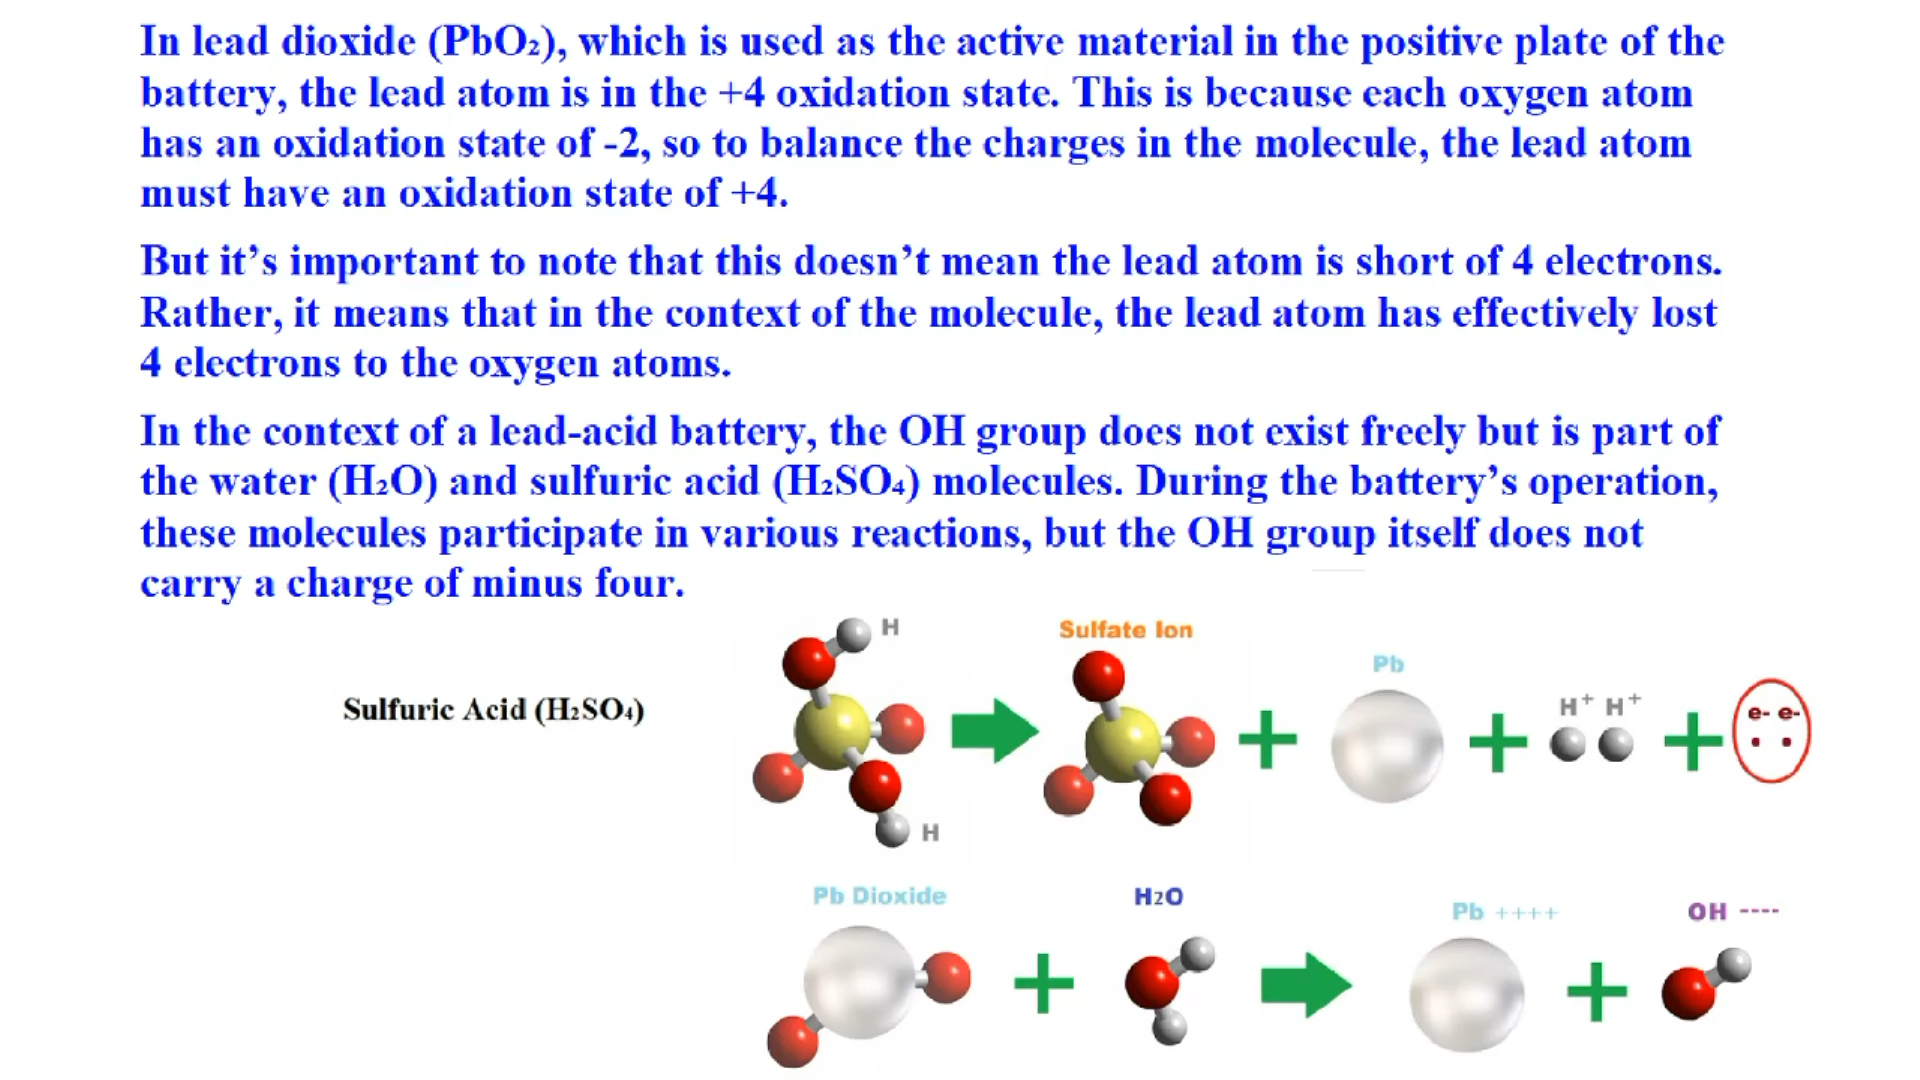 In lead dioxide (PbO₂), which is used as the active material in the positive plate of the
battery, the lead atom is in the +4 oxidation state. This is because each oxygen atom
has an oxidation state of -2, so to balance the charges in the molecule, the lead atom
must have an oxidation state of +4.
But it’s important to note that this doesn’t mean the lead atom is short of 4 electrons.
Rather, it means that in the context of the molecule, the lead atom has effectively lost
4 electrons to the oxygen atoms.
In the context of a lead-acid battery, the OH group does not exist freely but is part of
the water (H₂O) and sulfuric acid (H₂SO₄) molecules. During the battery’s operation,
these molecules participate in various reactions, but the OH group itself does not
carry a charge of minus four.
Sulfuric Acid (H₂SO₄)
H
H
Sulfate Ion
Pb
H⁺ H⁺
e- e-
Pb Dioxide
H₂O
Pb ++++
OH ----